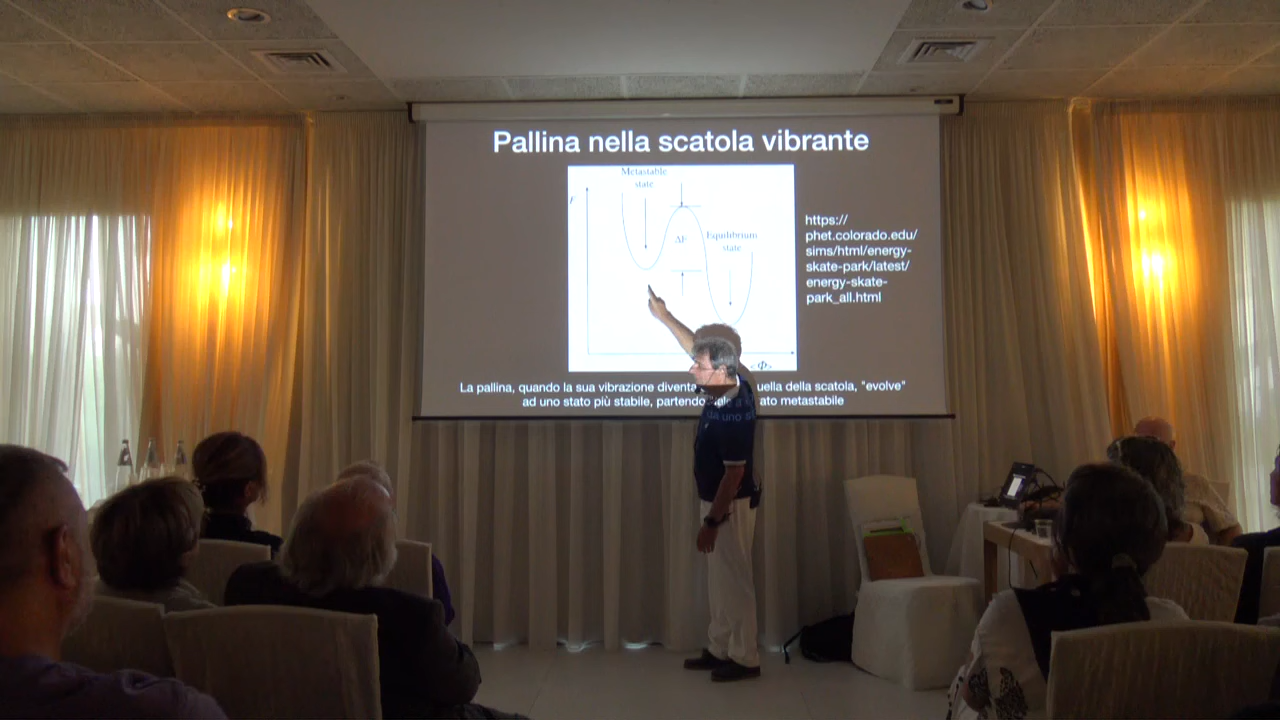 Pallina nella scatola vibrante
Metastable
state
F
ΔF
Equilibrium
state
<Φ>
https://
phet.colorado.edu/
sims/html/energy-
skate-park/latest/
energy-skate-
park_all.html
La pallina, quando la sua vibrazione diventa uella della scatola, "evolve"
ad uno stato più stabile, partendo ato metastabile